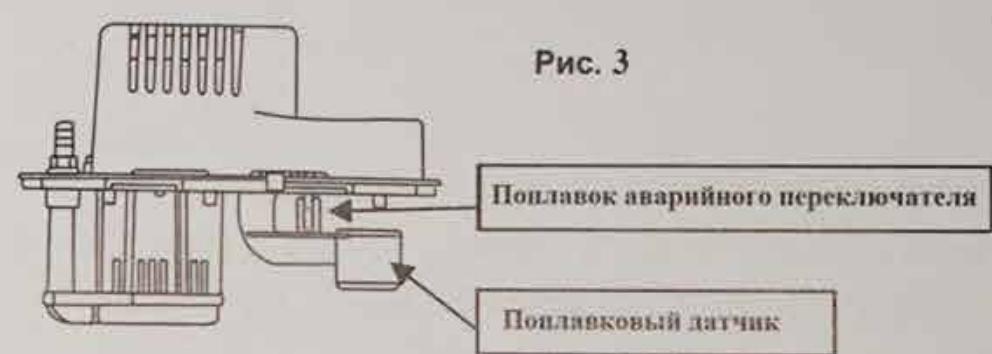 Рис. 3
Поплавок аварийного переключателя
Поплавковый датчик